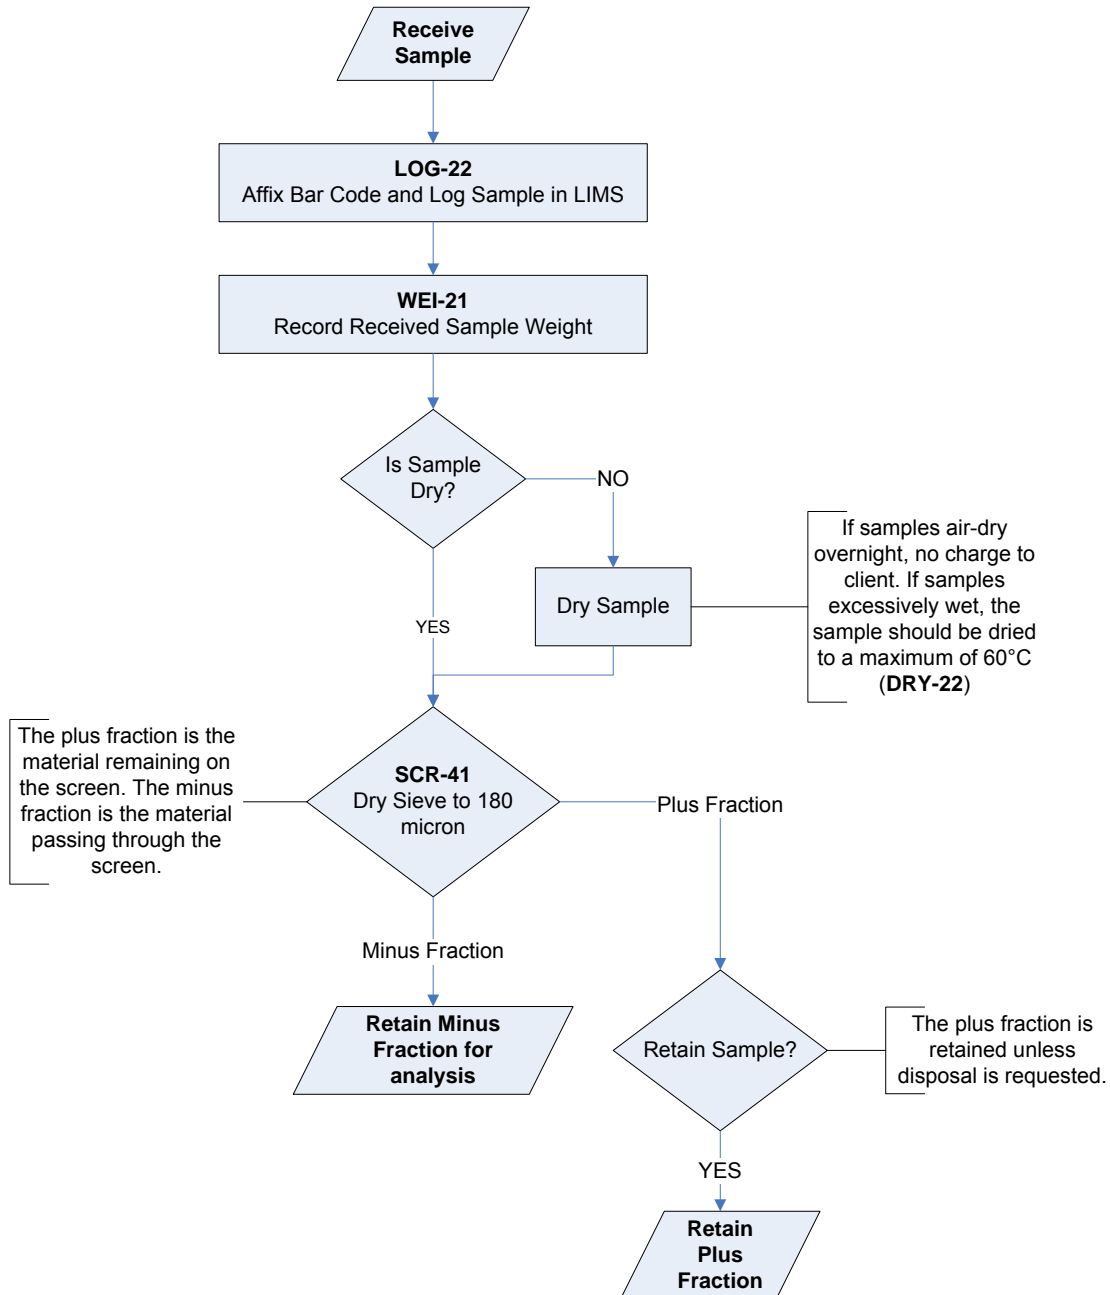 Receive
Sample
LOG-22
Affix Bar Code and Log Sample in LIMS
WEI-21
Record Received Sample Weight
Is Sample
Dry?
NO
YES
Dry Sample
If samples air-dry
overnight, no charge to
client. If samples
excessively wet, the
sample should be dried
to a maximum of 60°C
(DRY-22)
The plus fraction is the
material remaining on
the screen. The minus
fraction is the material
passing through the
screen.
SCR-41
Dry Sieve to 180
micron
Plus Fraction
Minus Fraction
Retain Minus
Fraction for
analysis
Retain Sample?
The plus fraction is
retained unless
disposal is requested.
YES
Retain
Plus
Fraction